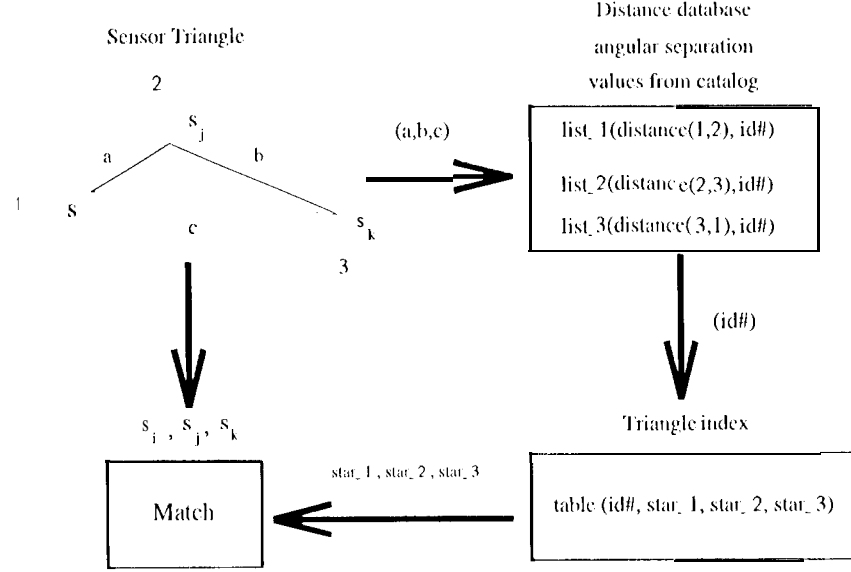 Sensor Triangle
2
s j
a
b
1
s
c
s k
3
(a,b,c)
Distance database
angular separation
values from catalog
list_1(distance(1,2), id#)
list_2(distance(2,3),id#)
list_3(distance(3,1), id#)
(id#)
Triangle index
table (id#, star_1, star_2, star_3)
star_1 , star_2 , star_3
s i , s j , s k
Match